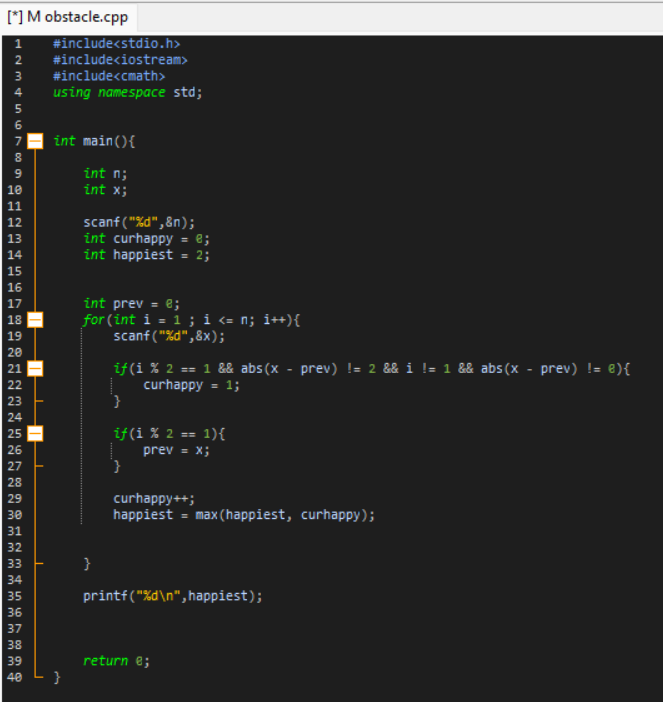 [*] M obstacle.cpp
1 #include<stdio.h>
2 #include<iostream>
3 #include<cmath>
4 using namespace std;
5
6
7 int main(){
8
9 int n;
10 int x;
11
12 scanf("%d",&n);
13 int curhappy = 0;
14 int happiest = 2;
15
16
17 int prev = 0;
18 for(int i = 1 ; i <= n; i++){
19 scanf("%d",&x);
20
21 if(i % 2 == 1 && abs(x - prev) != 2 && i != 1 && abs(x - prev) != 0){
22 curhappy = 1;
23 }
24
25 if(i % 2 == 1){
26 prev = x;
27 }
28
29 curhappy++;
30 happiest = max(happiest, curhappy);
31
32
33 }
34
35 printf("%d\n",happiest);
36
37
38
39 return 0;
40 }